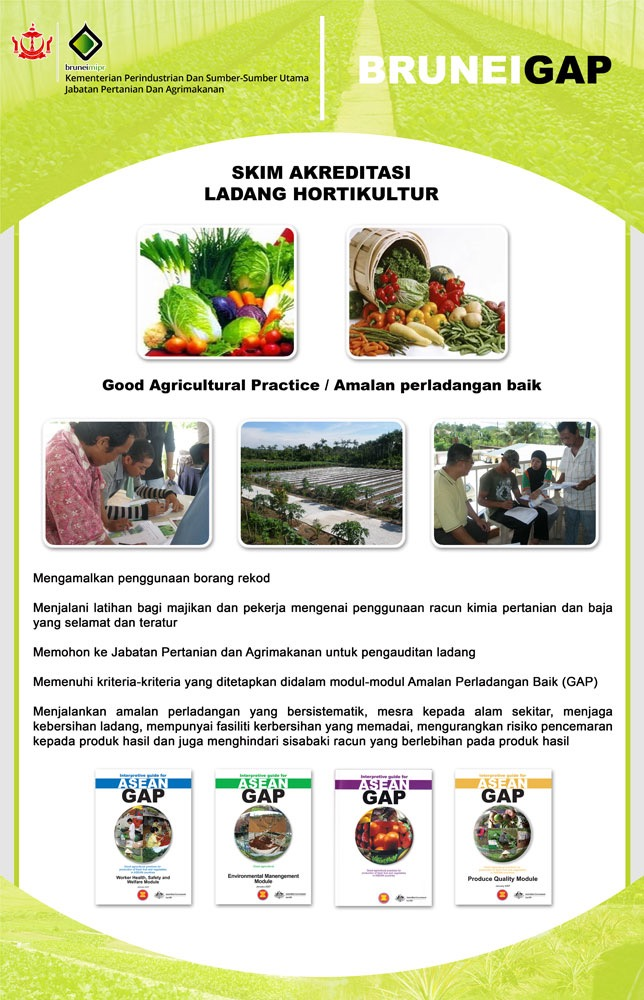 bruneimipr
Kementerian Perindustrian Dan Sumber-Sumber Utama
Jabatan Pertanian Dan Agrimakanan
BRUNEIGAP
SKIM AKREDITASI
LADANG HORTIKULTUR
Good Agricultural Practice / Amalan perladangan baik
Mengamalkan penggunaan borang rekod
Menjalani latihan bagi majikan dan pekerja mengenai penggunaan racun kimia pertanian dan baja
yang selamat dan teratur
Memohon ke Jabatan Pertanian dan Agrimakanan untuk pengauditan ladang
Memenuhi kriteria-kriteria yang ditetapkan didalam modul-modul Amalan Perladangan Baik (GAP)
Menjalankan amalan perladangan yang bersistematik, mesra kepada alam sekitar, menjaga
kebersihan ladang, mempunyai fasiliti kerbersihan yang memadai, mengurangkan risiko pencemaran
kepada produk hasil dan juga menghindari sisabaki racun yang berlebihan pada produk hasil
Interpretive guide for
ASEAN
GAP
Worker Health, Safety and
Welfare Module
Interpretive guide for
ASEAN
GAP
Environmental Manengement
Module
January 2007
Interpretive guide for
ASEAN
GAP
Interpretive guide for
ASEAN
GAP
Produce Quality Module
January 2007